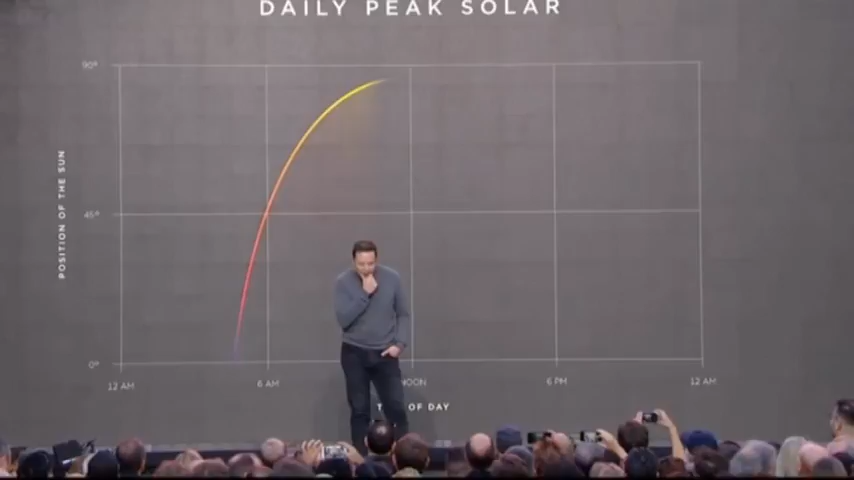 DAILY PEAK SOLAR
90°
POSITION OF THE SUN
45°
0°
12 AM
6 AM
NOON
6 PM
12 AM
OF DAY